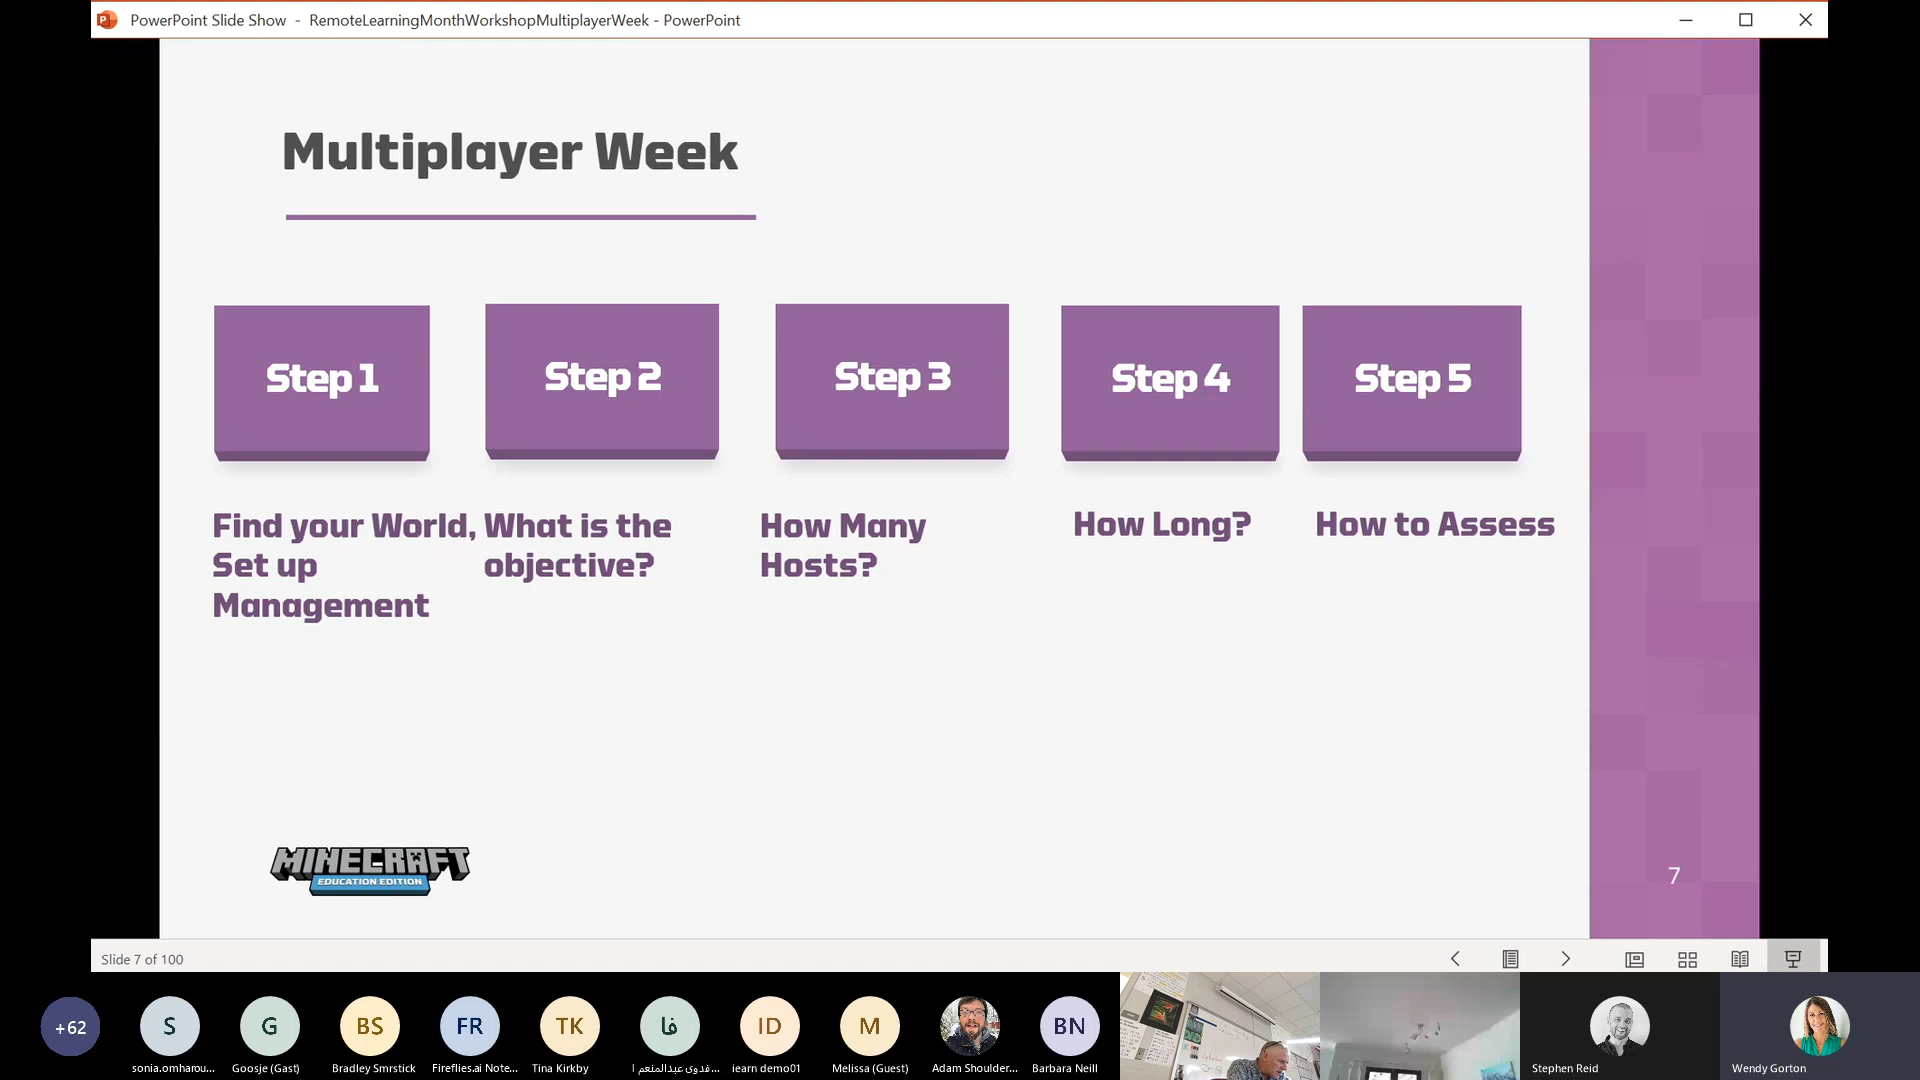 PowerPoint Slide Show - RemoteLearningMonthWorkshopMultiplayerWeek - PowerPoint
Multiplayer Week
Step 1
Step 2
Step 3
Step 4
Step 5
Find your World,
Set up
Management
What is the
objective?
How Many
Hosts?
How Long?
How to Assess
MINECRAFT
EDUCATION EDITION
7
Slide 7 of 100
+62
S
G
BS
FR
TK
فا
ID
M
BN
sonia.omharou...
Goosje (Gast)
Bradley Smrstick
Fireflies.ai Note...
Tina Kirkby
فدوى عبدالمنعم ا...
iearn demo01
Melissa (Guest)
Adam Shoulder...
Barbara Neill
Stephen Reid
Wendy Gorton